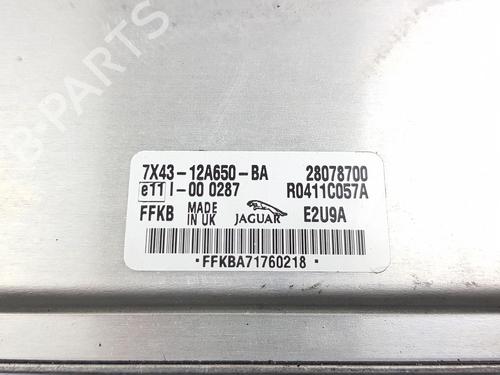 B-PARTS
7X43-12A650-BA 28078700
e11 I-00 0287 R0411C057A
FFKB MADE IN UK JAGUAR E2U9A
·FFKBA71760218·